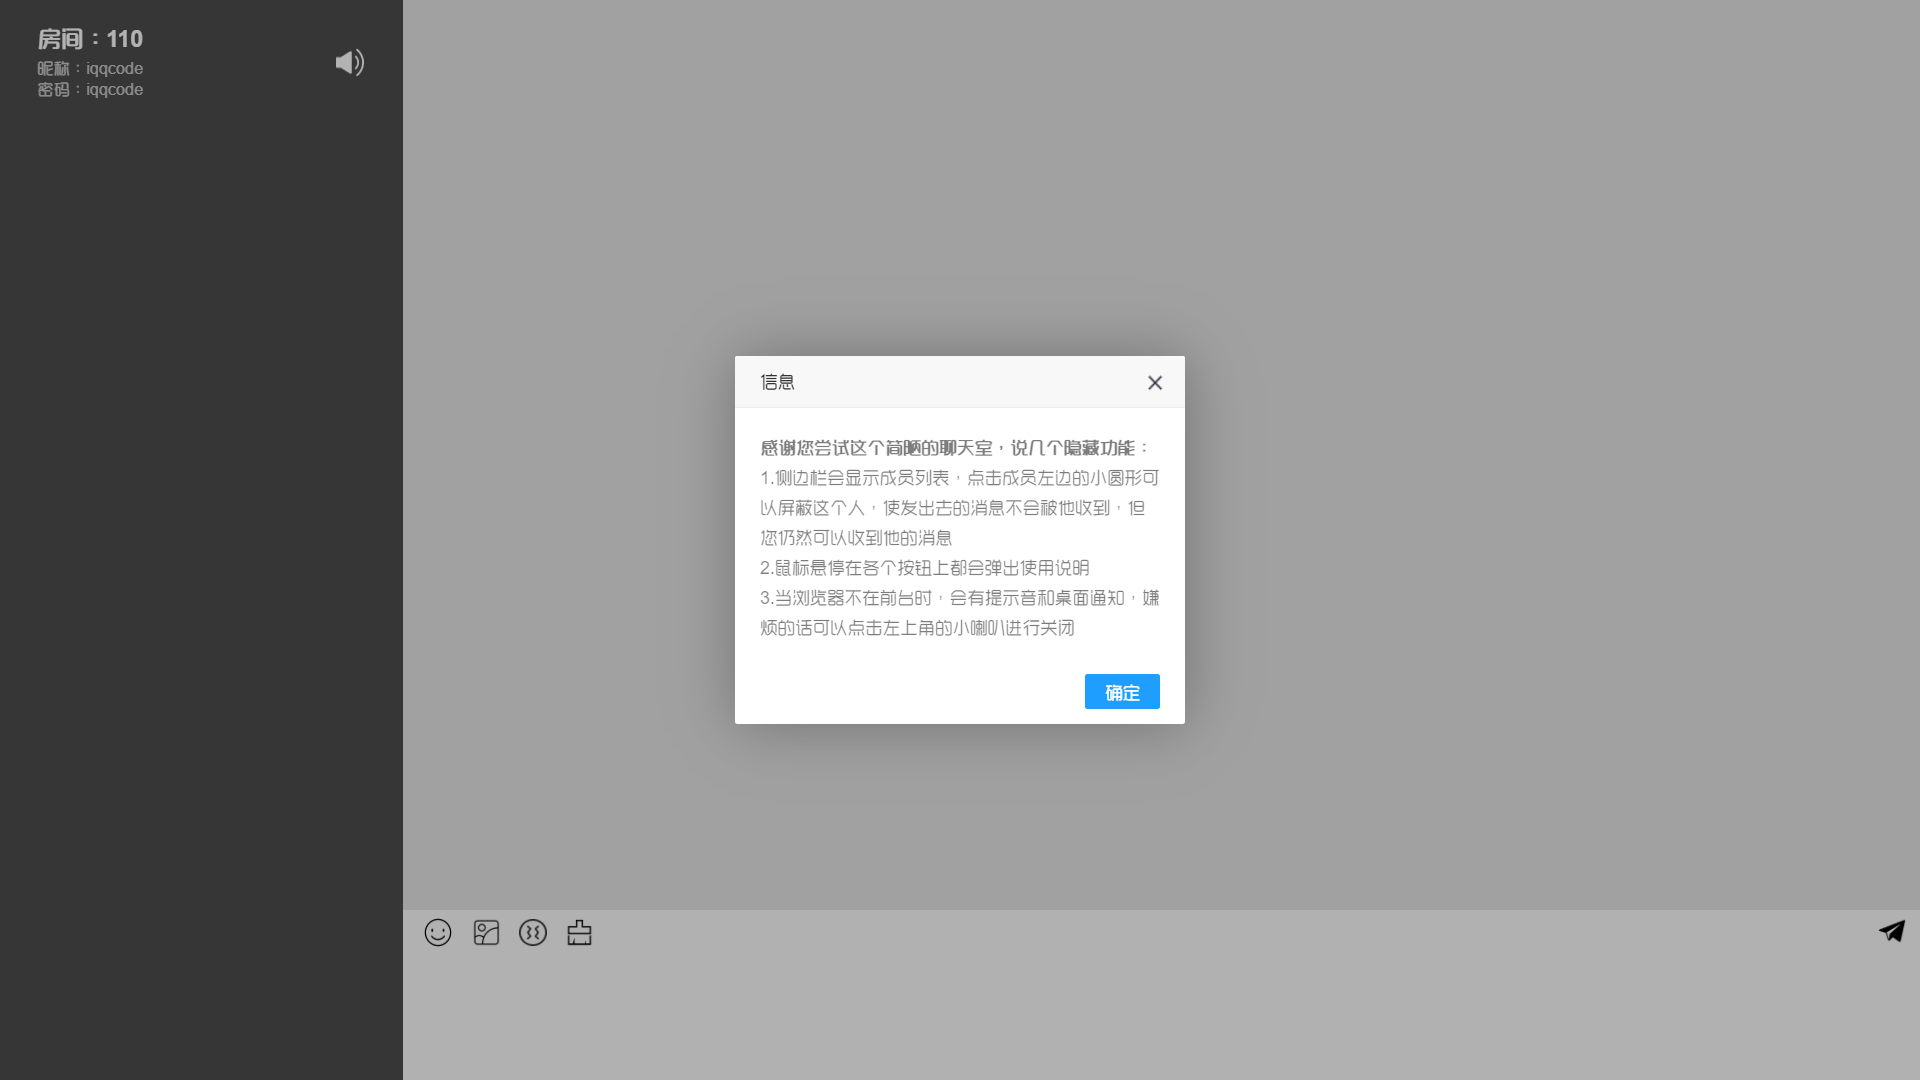 房间：110
昵称：iqqcode
密码：iqqcode
信息
感谢您尝试这个简陋的聊天室，说几个隐藏功能：
1.侧边栏会显示成员列表，点击成员左边的小圆形可
以屏蔽这个人，使发出去的消息不会被他收到，但
您仍然可以收到他的消息
2.鼠标悬停在各个按钮上都会弹出使用说明
3.当浏览器不在前台时，会有提示音和桌面通知，嫌
烦的话可以点击左上角的小喇叭进行关闭
确定